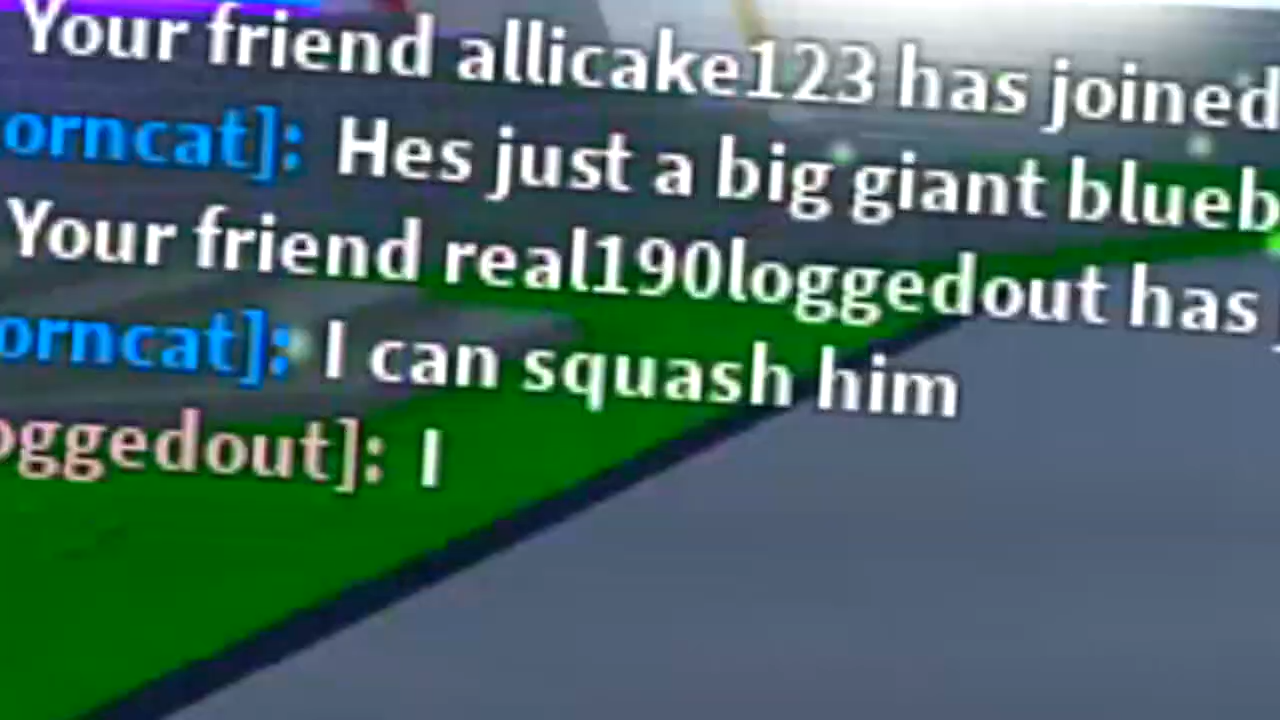 Your friend allicake123 has joined
orncat]: Hes just a big giant blueb
Your friend real190loggedout has
orncat]: I can squash him
oggedout]: I